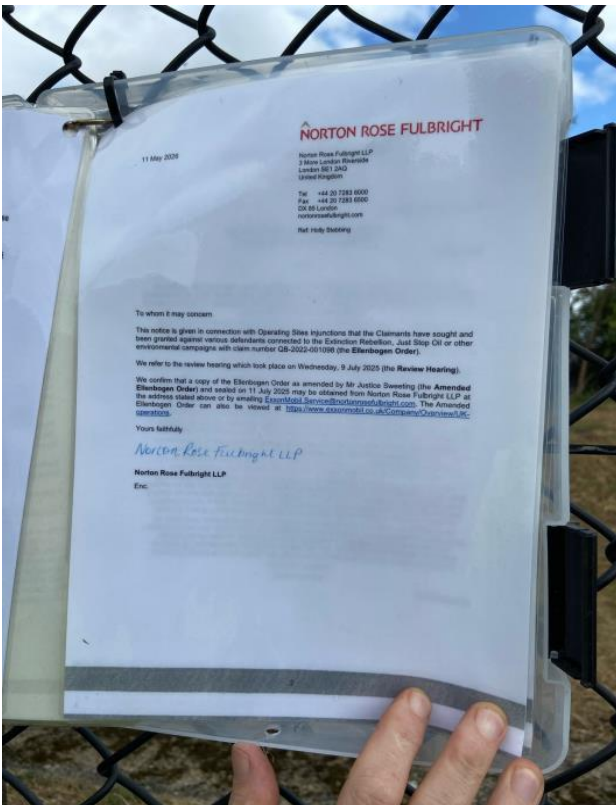 NORTON ROSE FULBRIGHT
11 May 2026
Norton Rose Fulbright LLP
3 More London Riverside
London SE1 2AQ
United Kingdom
Tel +44 20 7283 6000
Fax +44 20 7283 6500
DX 85 London
nortonrosefulbright.com
Ref: Holly Stebbing
To whom it may concern
This notice is given in connection with Operating Sites Injunctions that the Claimants have sought and
been granted against various defendants connected to the Extinction Rebellion, Just Stop Oil or other
environmental campaigns with claim number QB-2022-001098 (the Ellenbogen Order).
We refer to the review hearing which took place on Wednesday, 9 July 2025 (the Review Hearing).
We confirm that a copy of the Ellenbogen Order as amended by Mr Justice Sweeting (the Amended
Ellenbogen Order) and sealed on 11 July 2025 may be obtained from Norton Rose Fulbright LLP at
the address stated above or by emailing ExxonMobil.Service@nortonrosefulbright.com. The Amended
Ellenbogen Order can also be viewed at https://www.exxonmobil.co.uk/Company/Overview/UK-
operations.
Yours faithfully
Norton Rose Fulbright LLP
Norton Rose Fulbright LLP
Enc.